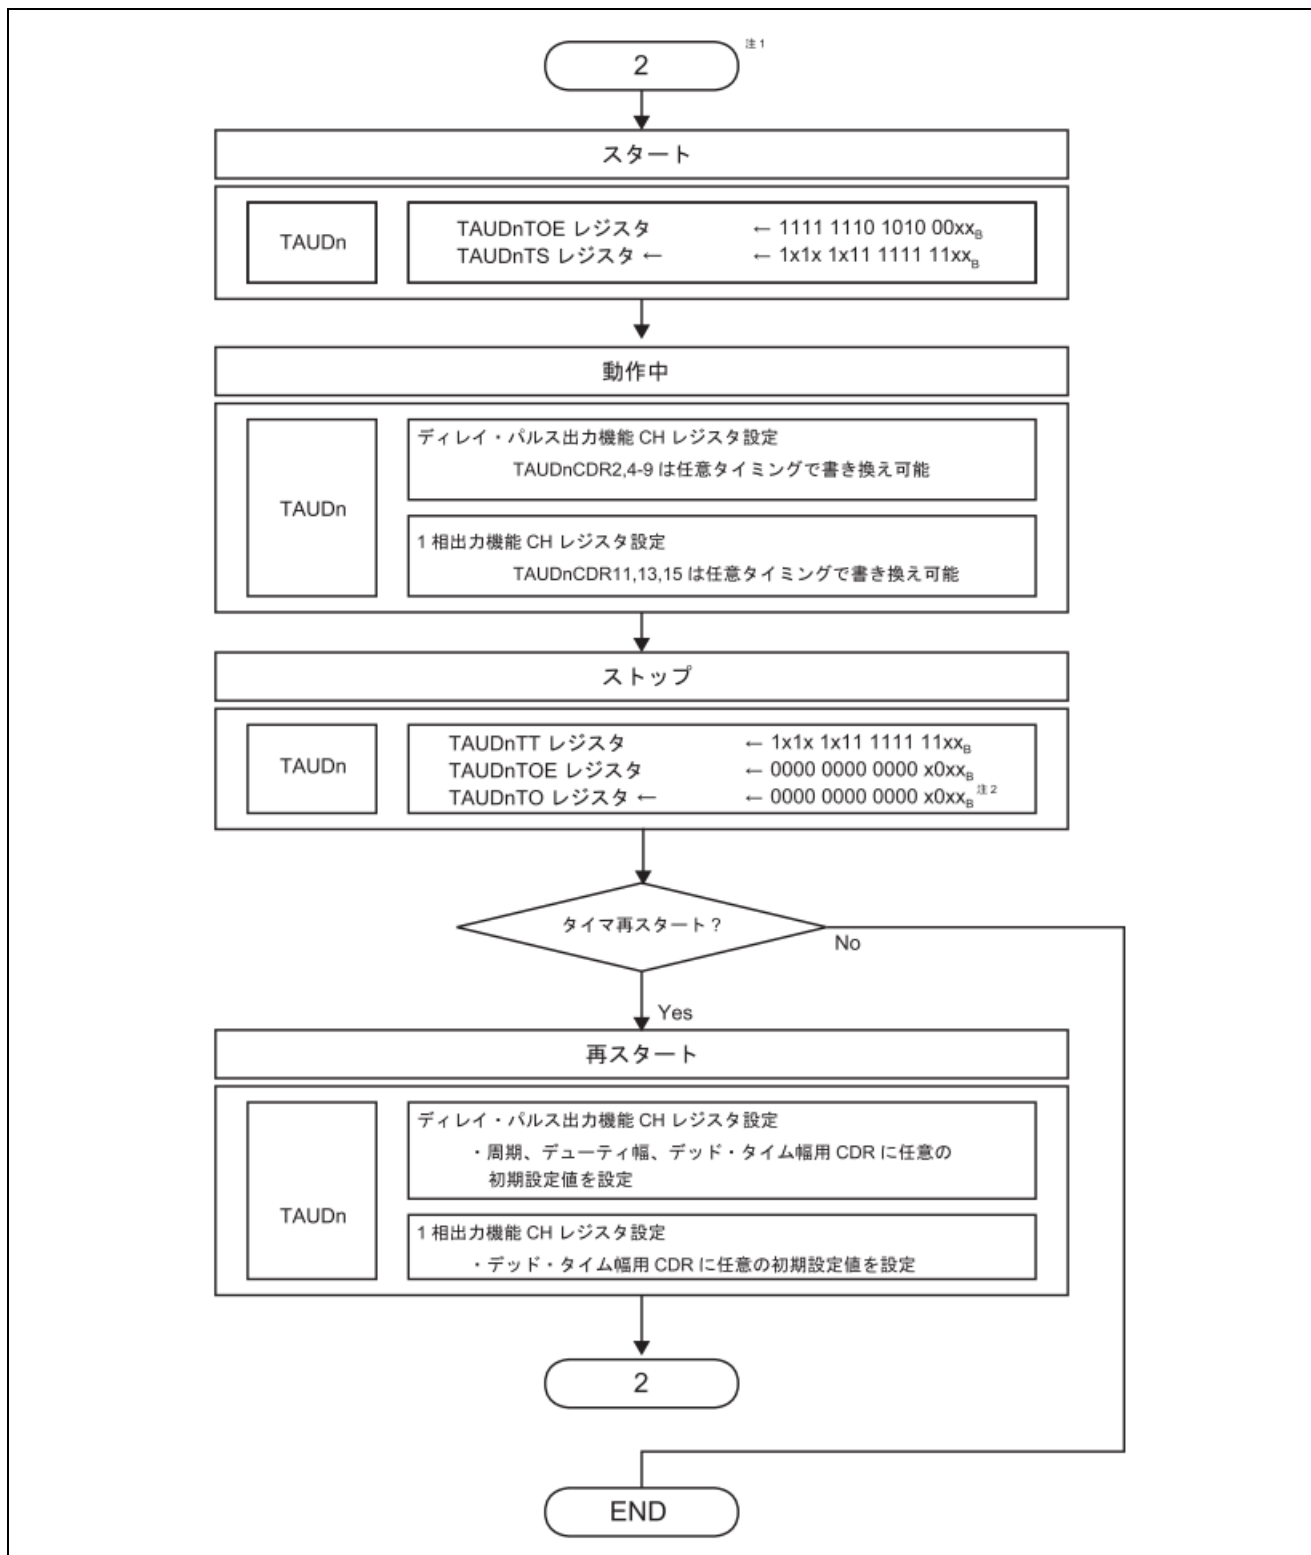 2 注1
スタート
TAUDn
TAUDnTOE レジスタ ← 1111 1110 1010 00xxB
TAUDnTS レジスタ ← ← 1x1x 1x11 1111 11xxB
動作中
TAUDn
ディレイ・パルス出力機能 CH レジスタ設定
TAUDnCDR2,4-9 は任意タイミングで書き換え可能
1 相出力機能 CH レジスタ設定
TAUDnCDR11,13,15 は任意タイミングで書き換え可能
ストップ
TAUDn
TAUDnTT レジスタ ← 1x1x 1x11 1111 11xxB
TAUDnTOE レジスタ ← 0000 0000 0000 x0xxB
TAUDnTO レジスタ ← ← 0000 0000 0000 x0xxB 注2
タイマ再スタート？
No
Yes
再スタート
TAUDn
ディレイ・パルス出力機能 CH レジスタ設定
・周期、デューティ幅、デッド・タイム幅用 CDR に任意の
初期設定値を設定
1 相出力機能 CH レジスタ設定
・デッド・タイム幅用 CDR に任意の初期設定値を設定
2
END